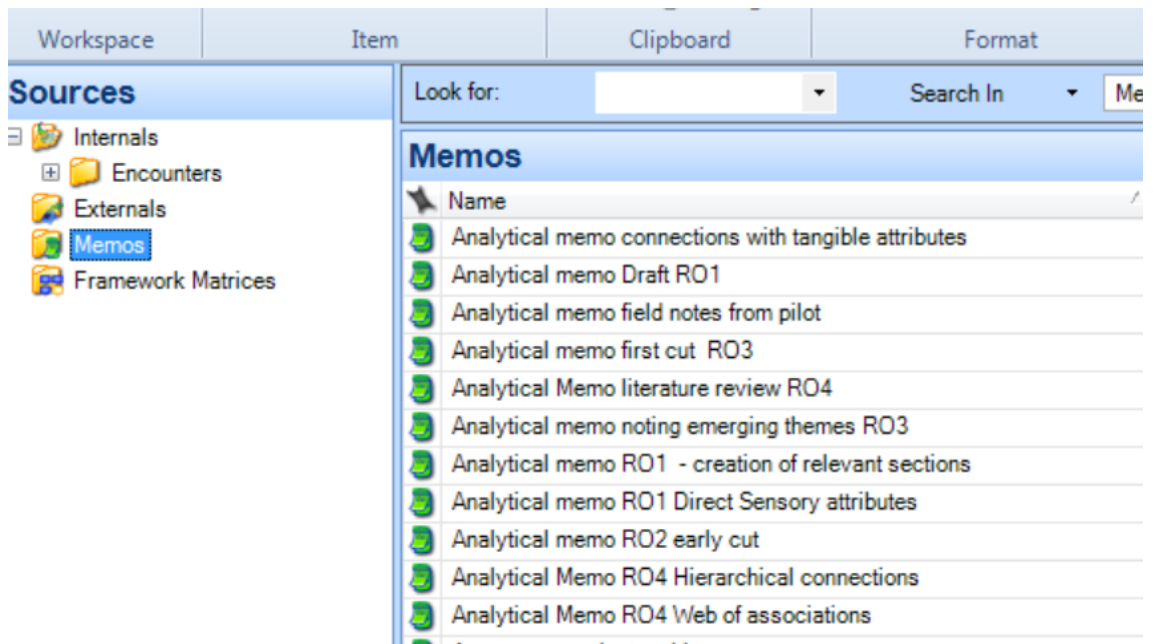 Workspace Item Clipboard Format
Sources
Look for: Search In Me
Internals
Encounters
Externals
Memos
Framework Matrices
Memos
Name
Analytical memo connections with tangible attributes
Analytical memo Draft RO1
Analytical memo field notes from pilot
Analytical memo first cut  RO3
Analytical Memo literature review RO4
Analytical memo noting emerging themes RO3
Analytical memo RO1  - creation of relevant sections
Analytical memo RO1 Direct Sensory attributes
Analytical memo RO2 early cut
Analytical Memo RO4 Hierarchical connections
Analytical Memo RO4 Web of associations